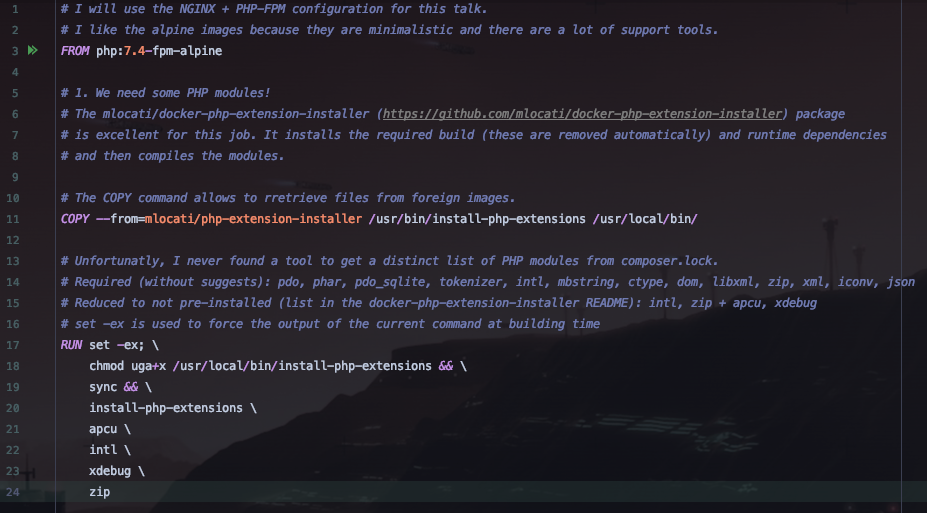 1 # I will use the NGINX + PHP-FPM configuration for this talk.
2 # I like the alpine images because they are minimalistic and there are a lot of support tools.
3 FROM php:7.4-fpm-alpine
4
5 # 1. We need some PHP modules!
6 # The mlocati/docker-php-extension-installer (https://github.com/mlocati/docker-php-extension-installer) package
7 # is excellent for this job. It installs the required build (these are removed automatically) and runtime dependencies
8 # and then compiles the modules.
9
10 # The COPY command allows to rretrieve files from foreign images.
11 COPY --from=mlocati/php-extension-installer /usr/bin/install-php-extensions /usr/local/bin/
12
13 # Unfortunatly, I never found a tool to get a distinct list of PHP modules from composer.lock.
14 # Required (without suggests): pdo, phar, pdo_sqlite, tokenizer, intl, mbstring, ctype, dom, libxml, zip, xml, iconv, json
15 # Reduced to not pre-installed (list in the docker-php-extension-installer README): intl, zip + apcu, xdebug
16 # set -ex is used to force the output of the current command at building time
17 RUN set -ex; \
18 chmod uga+x /usr/local/bin/install-php-extensions && \
19 sync && \
20 install-php-extensions \
21 apcu \
22 intl \
23 xdebug \
24 zip